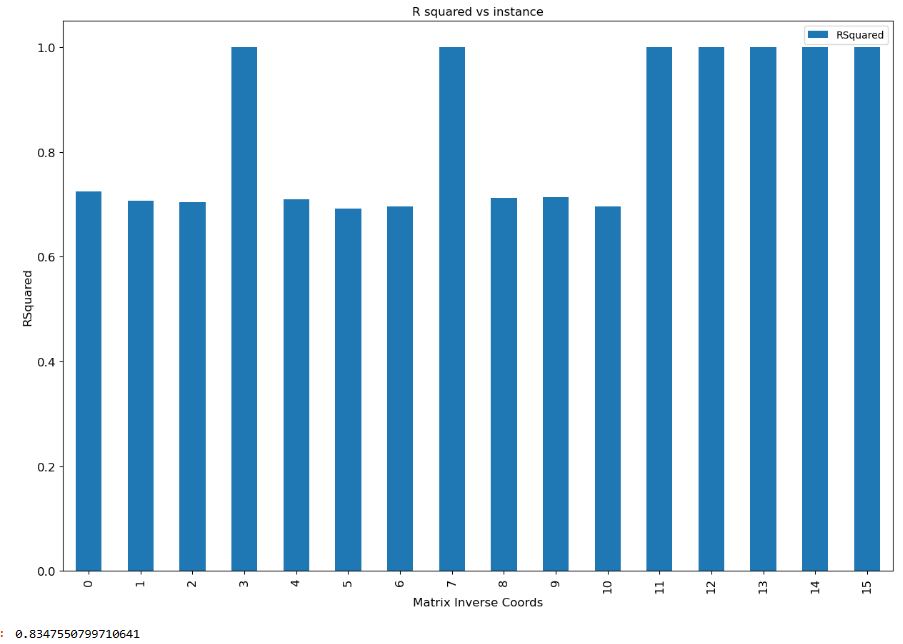 R squared vs instance
RSquared
1.0
0.8
0.6
0.4
0.2
0.0
RSquared
0 1 2 3 4 5 6 7 8 9 10 11 12 13 14 15
Matrix Inverse Coords
: 0.8347550799710641